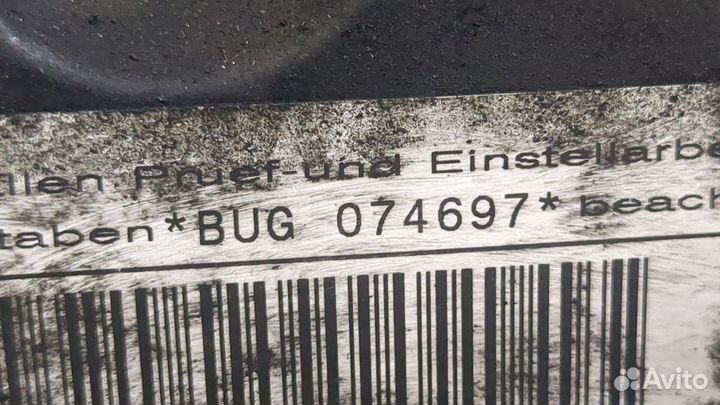 llen Pruef-und Einstellarbe
taben *BUG 074697* beach
Avito